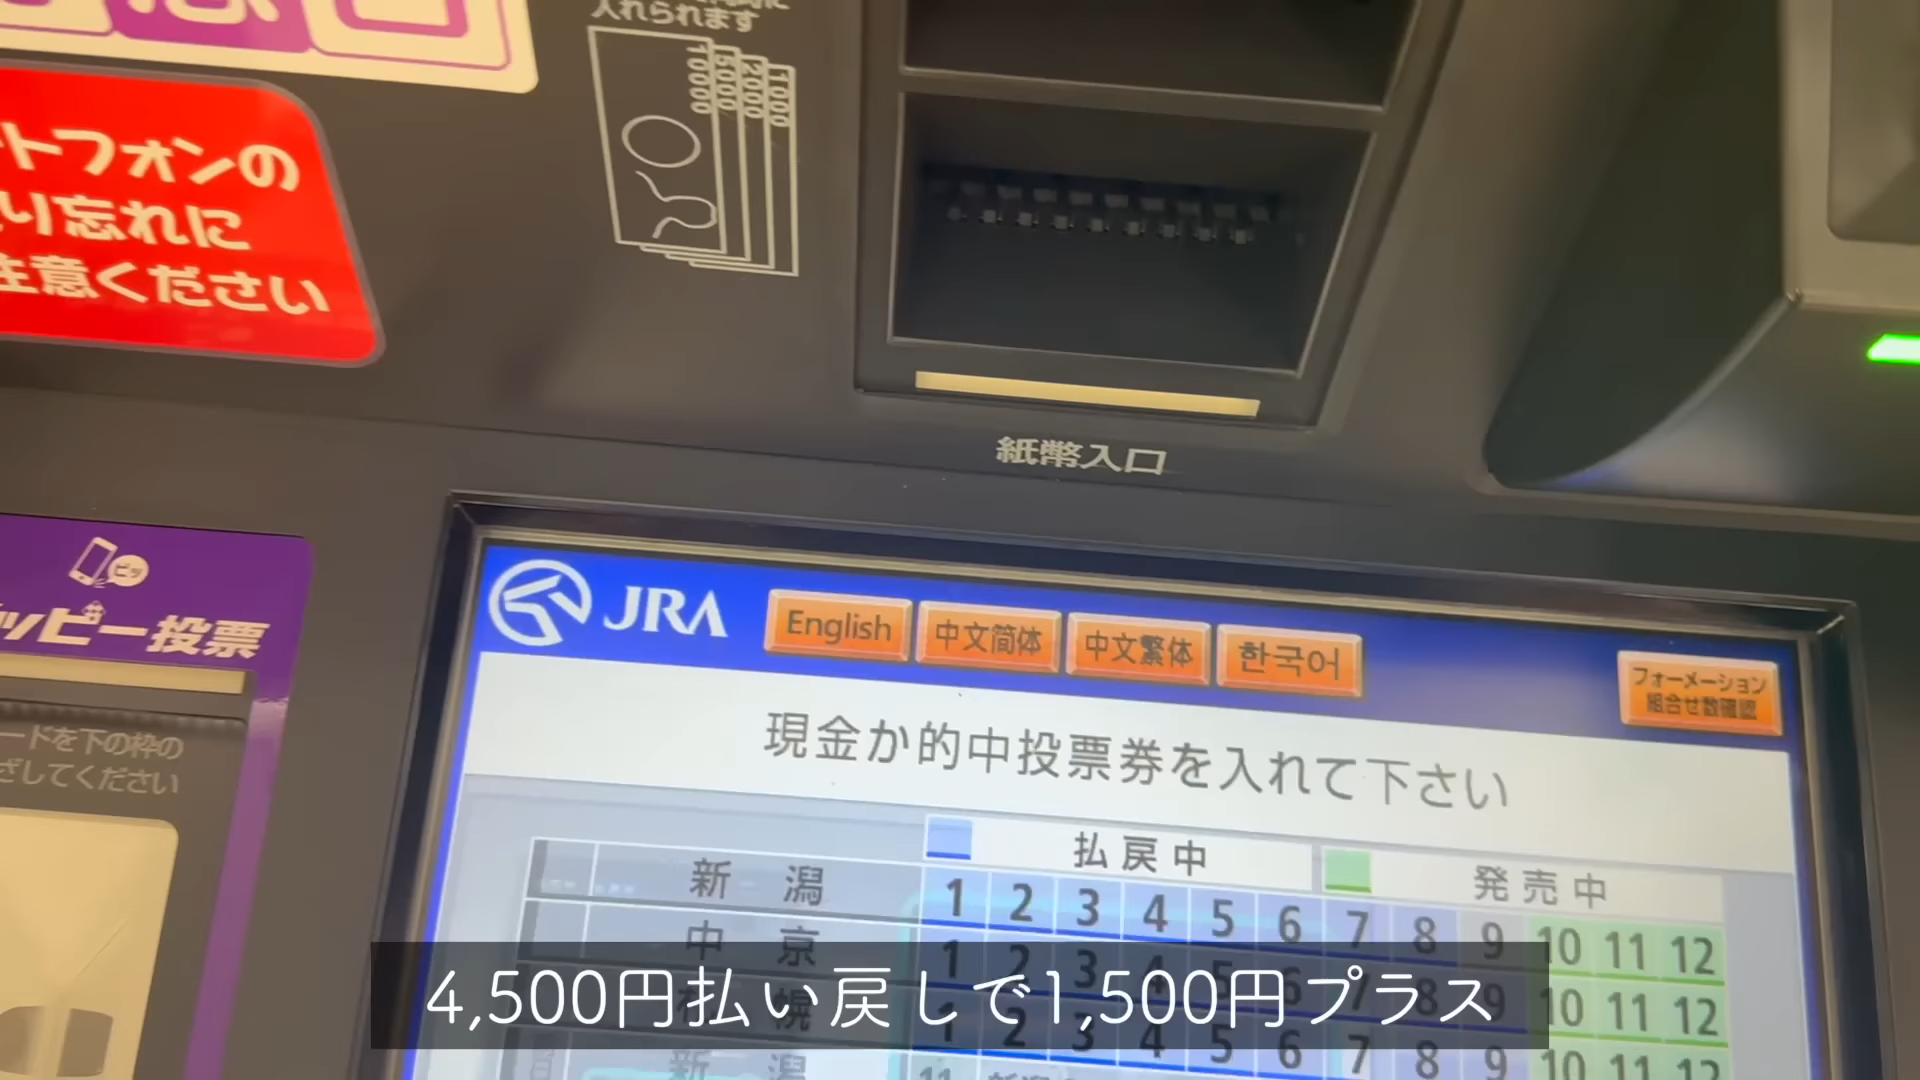 入れられます
10000
5000
2000
1000
トフォンの
り忘れに
注意ください
紙幣入口
ピッ
ッピー投票
ードを下の枠の
ざしてください
JRA
English
中文简体
中文繁体
한국어
フォーメーション
組合せ数確認
現金か的中投票券を入れて下さい
払戻中
発売中
新潟 1 2 3 4 5 6 7 8 9 10 11 12
中京 1 2 3 4 5 6 7 8 9 10 11 12
札幌 1 2 3 4 5 6 7 8 9 10 11 12
新潟 11
4,500円払い戻しで1,500円プラス